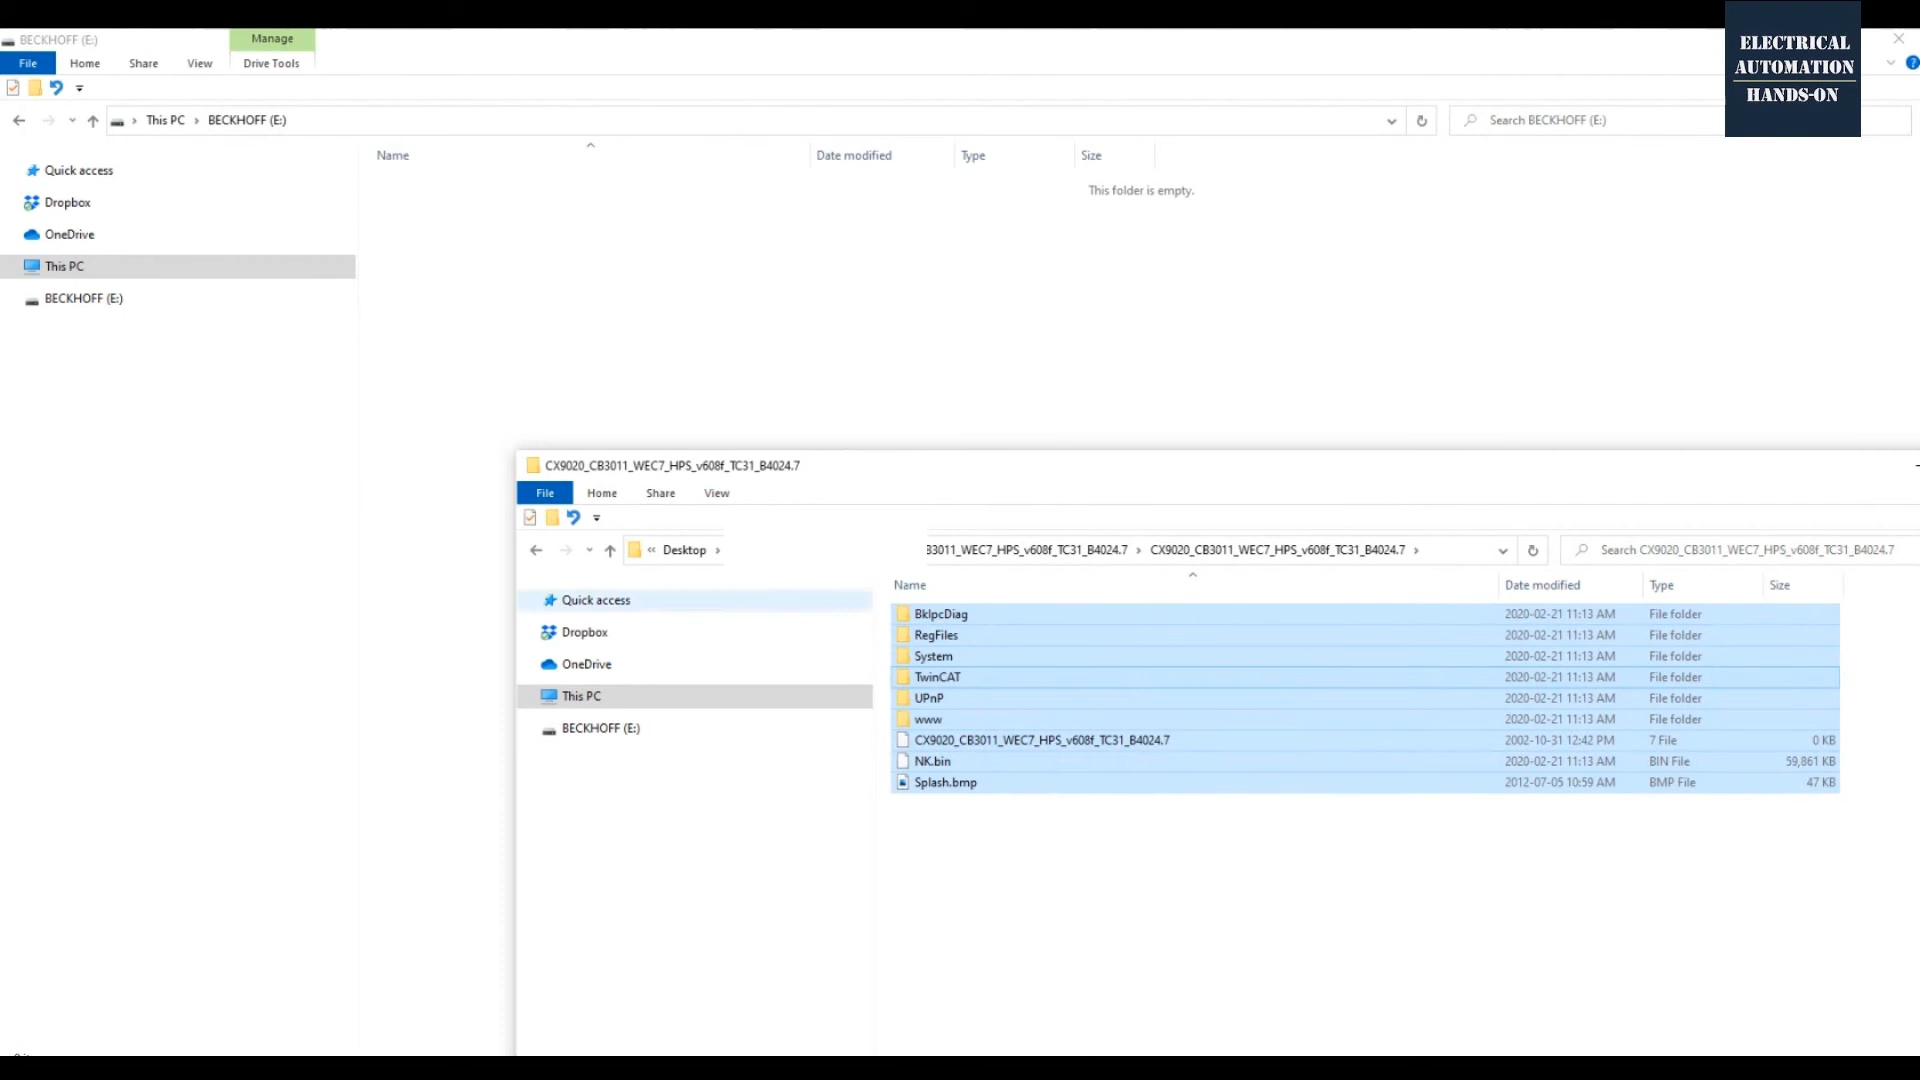 BECKHOFF (E:)
Manage
File
Home
Share
View
Drive Tools
ELECTRICAL
AUTOMATION
HANDS-ON
This PC
BECKHOFF (E:)
Search BECKHOFF (E:)
Name
Date modified
Type
Size
This folder is empty.
Quick access
Dropbox
OneDrive
This PC
BECKHOFF (E:)
CX9020_CB3011_WEC7_HPS_v608f_TC31_B4024.7
File
Home
Share
View
Desktop
B3011_WEC7_HPS_v608f_TC31_B4024.7
CX9020_CB3011_WEC7_HPS_v608f_TC31_B4024.7
Search CX9020_CB3011_WEC7_HPS_v608f_TC31_B4024.7
Quick access
Dropbox
OneDrive
This PC
BECKHOFF (E:)
Name Date modified Type Size
BkIpcDiag 2020-02-21 11:13 AM File folder
RegFiles 2020-02-21 11:13 AM File folder
System 2020-02-21 11:13 AM File folder
TwinCAT 2020-02-21 11:13 AM File folder
UPnP 2020-02-21 11:13 AM File folder
www 2020-02-21 11:13 AM File folder
CX9020_CB3011_WEC7_HPS_v608f_TC31_B4024.7 2002-10-31 12:42 PM 7 File 0 KB
NK.bin 2020-02-21 11:13 AM BIN File 59,861 KB
Splash.bmp 2012-07-05 10:59 AM BMP File 47 KB